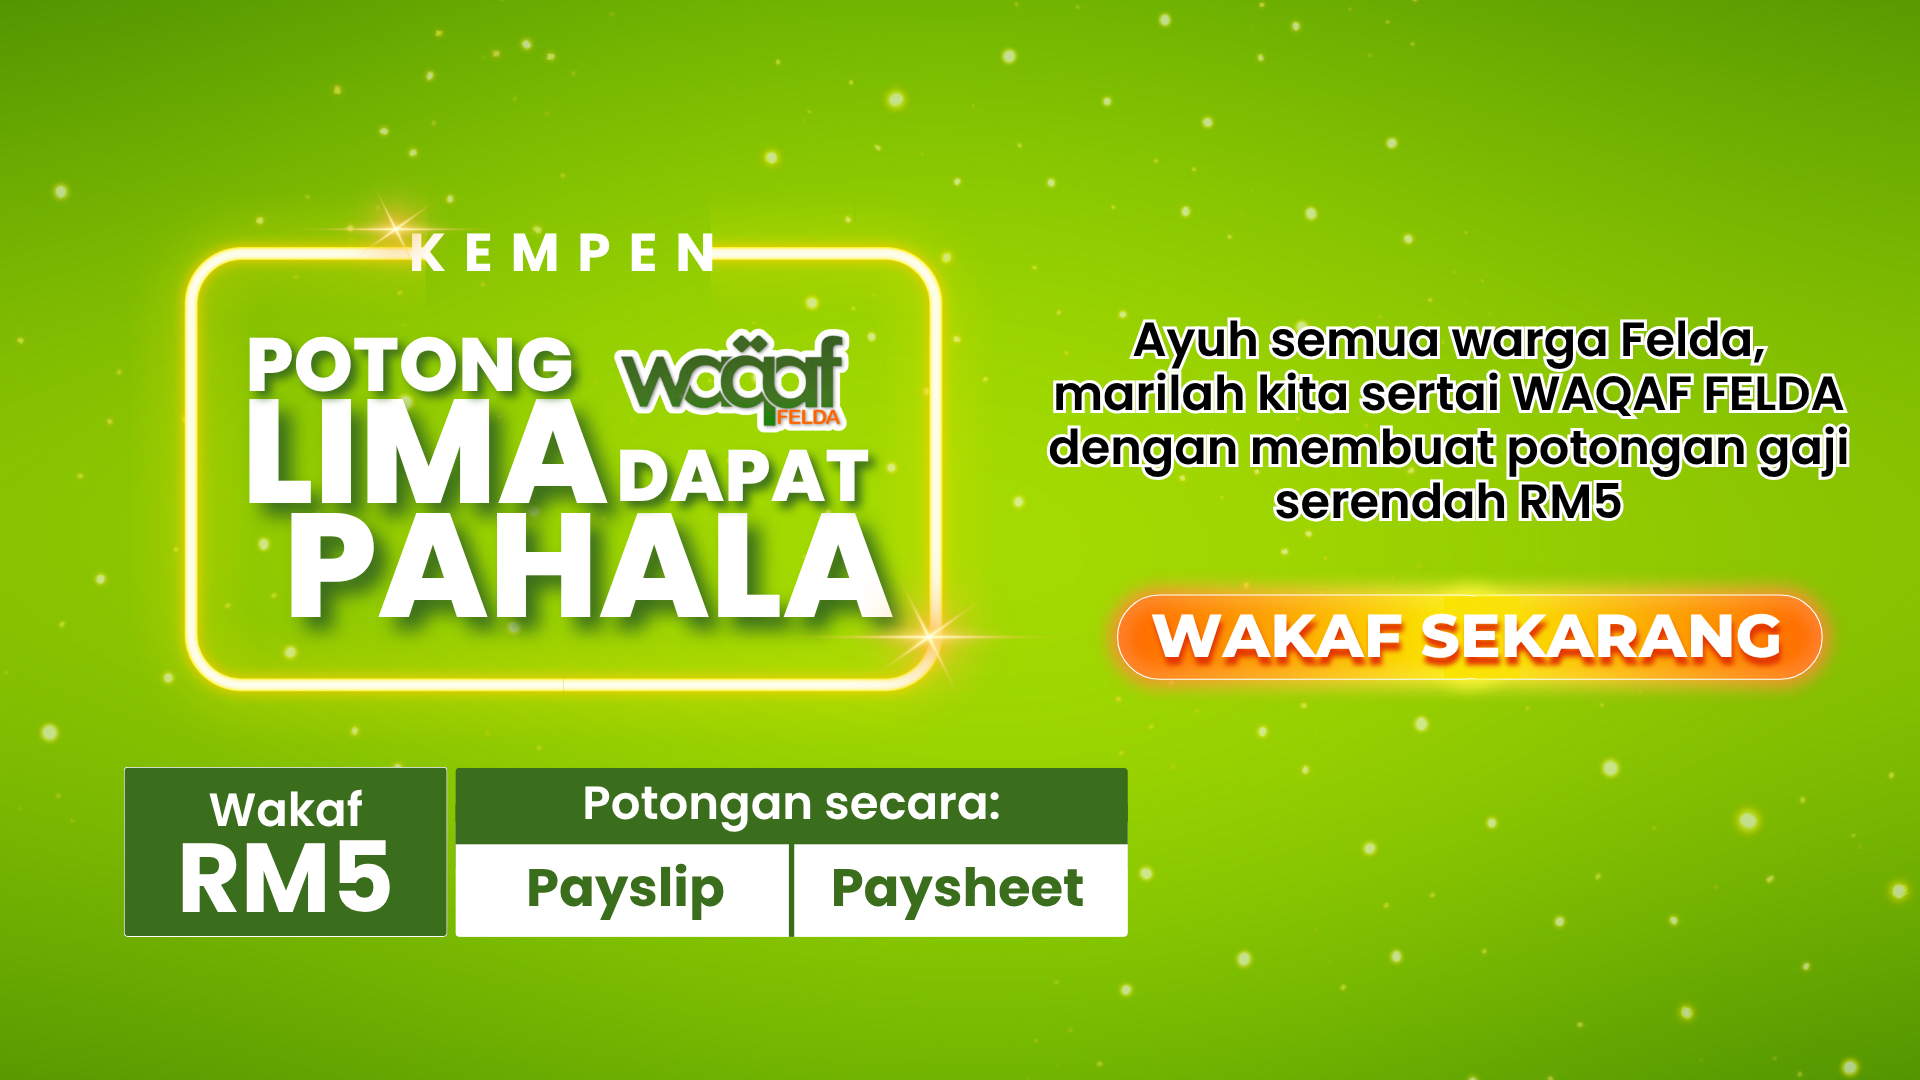 KEMPEN
POTONG
waqaf
FELDA
LIMA DAPAT
PAHALA
Ayuh semua warga Felda,
marilah kita sertai WAQAF FELDA
dengan membuat potongan gaji
serendah RM5
WAKAF SEKARANG
Wakaf
RM5
Potongan secara:
Payslip
Paysheet